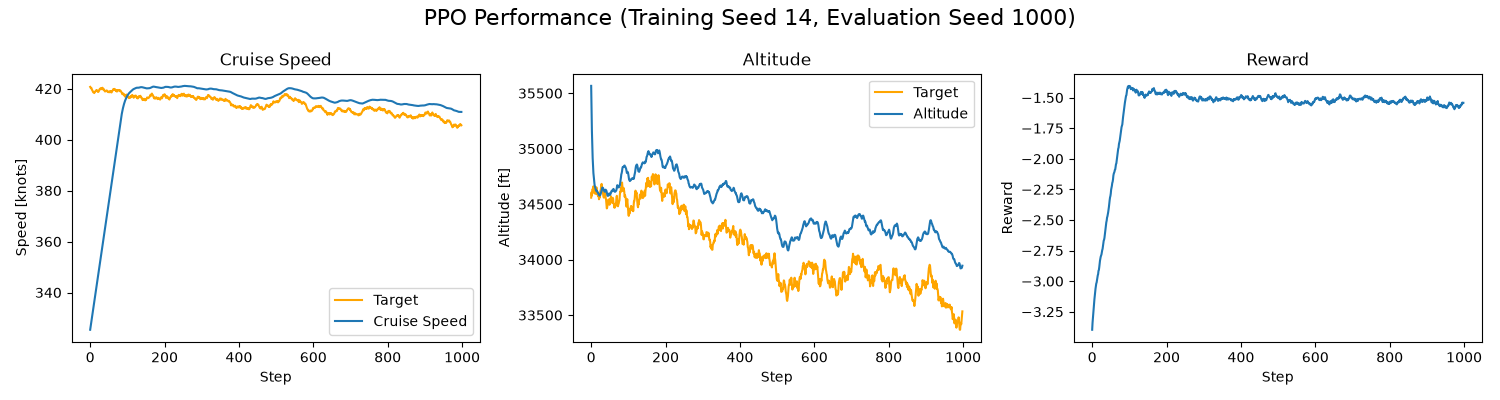 PPO Performance (Training Seed 14, Evaluation Seed 1000)
Cruise Speed
Speed [knots]
420
400
380
360
340
Target
Cruise Speed
0 200 400 600 800 1000
Step
Altitude
Altitude [ft]
35500
35000
34500
34000
33500
Target
Altitude
0 200 400 600 800 1000
Step
Reward
Reward
−1.50
−1.75
−2.00
−2.25
−2.50
−2.75
−3.00
−3.25
0 200 400 600 800 1000
Step